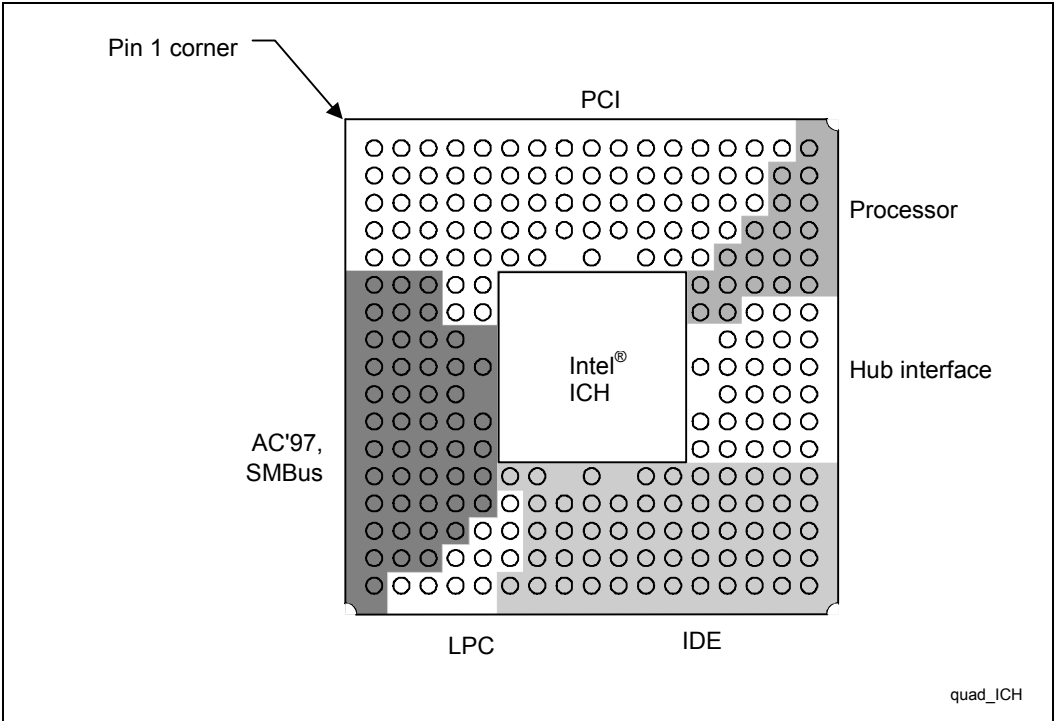 Pin 1 corner
PCI
Processor
Intel®
ICH
Hub interface
AC'97,
SMBus
LPC
IDE
quad_ICH